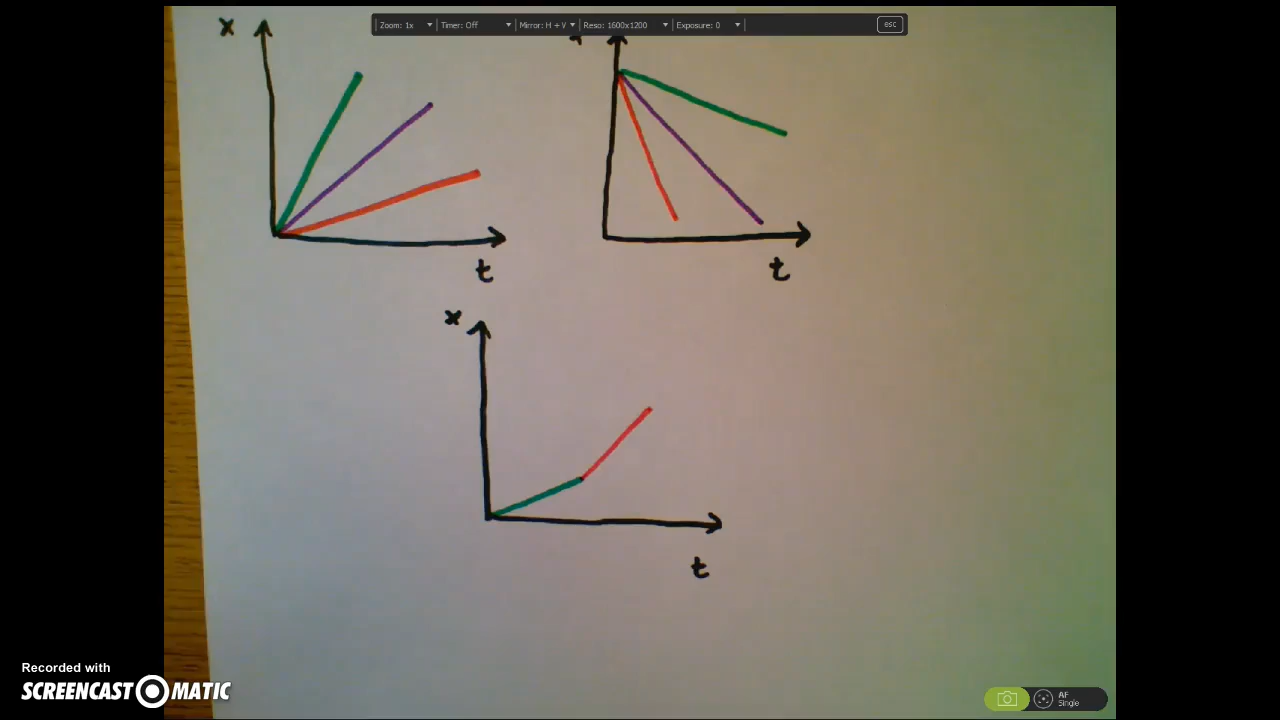 Zoom: 1x Timer: Off Mirror: H + V Reso: 1600x1200 Exposure: 0 esc
x
t
t
x
t
Recorded with
SCREENCAST O MATIC
AF
Single